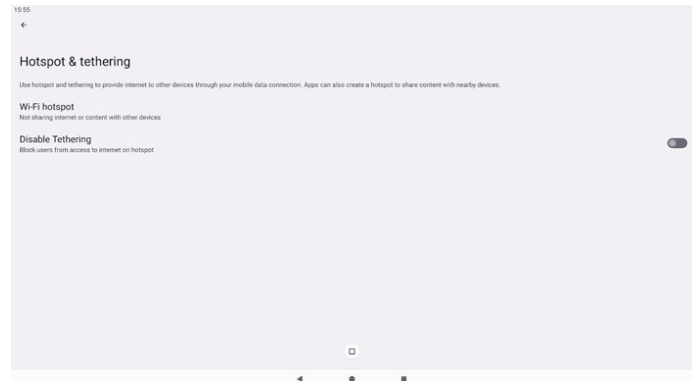 15:55
Hotspot & tethering
Use hotspot and tethering to provide internet to other devices through your mobile data connection. Apps can also create a hotspot to share content with nearby devices.
Wi-Fi hotspot
Not sharing internet or content with other devices
Disable Tethering
Block users from access to internet on hotspot